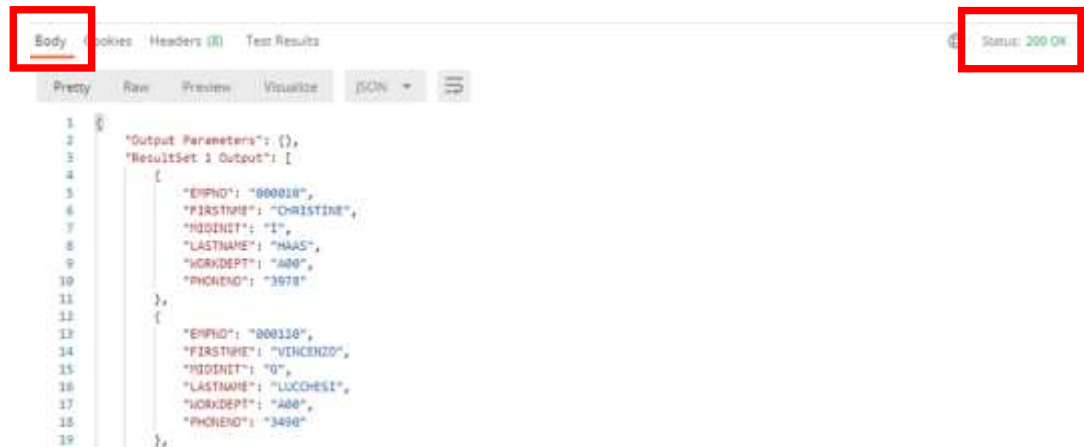 Body Cookies Headers (8) Test Results Status: 200 OK
Pretty Raw Preview Visualize JSON
1 {
2 "Output Parameters": {},
3 "ResultSet 1 Output": [
4 {
5 "EMPNO": "000010",
6 "FIRSTNME": "CHRISTINE",
7 "MIDINIT": "I",
8 "LASTNAME": "HAAS",
9 "WORKDEPT": "A00",
10 "PHONENO": "3978"
11 },
12 {
13 "EMPNO": "000110",
14 "FIRSTNME": "VINCENZO",
15 "MIDINIT": "G",
16 "LASTNAME": "LUCCHESI",
17 "WORKDEPT": "A00",
18 "PHONENO": "3490"
19 },